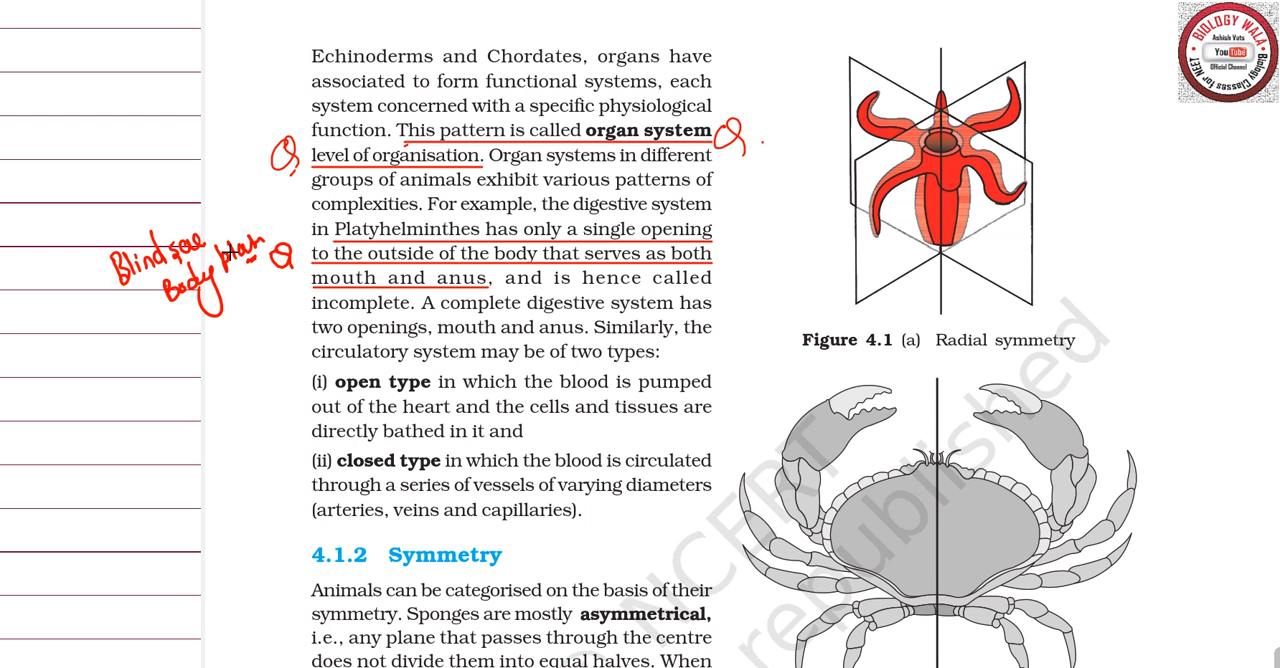 Echinoderms and Chordates, organs have
associated to form functional systems, each
system concerned with a specific physiological
function. This pattern is called organ system
level of organisation. Organ systems in different
groups of animals exhibit various patterns of
complexities. For example, the digestive system
in Platyhelminthes has only a single opening
to the outside of the body that serves as both
mouth and anus, and is hence called
incomplete. A complete digestive system has
two openings, mouth and anus. Similarly, the
circulatory system may be of two types:
(i) open type in which the blood is pumped
out of the heart and the cells and tissues are
directly bathed in it and
(ii) closed type in which the blood is circulated
through a series of vessels of varying diameters
(arteries, veins and capillaries).
4.1.2 Symmetry
Animals can be categorised on the basis of their
symmetry. Sponges are mostly asymmetrical,
i.e., any plane that passes through the centre
does not divide them into equal halves. When
Blind sac
Body plan
Q
Q
Q
BIOLOGY WALA
Ashish Vats
YouTube
Official Channel
Biology Classes for NEET
Figure 4.1 (a) Radial symmetry
NCERT
republished